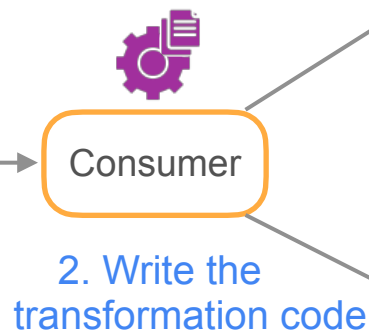 Consumer
2. Write the
transformation code